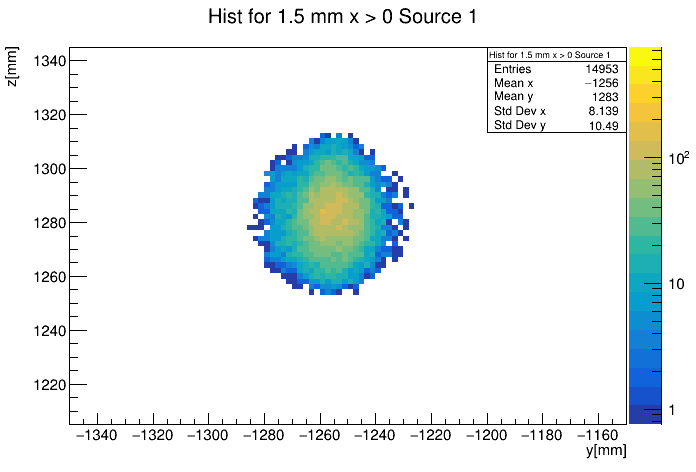 Hist for 1.5 mm x > 0 Source 1
z[mm]
1340
1320
1300
1280
1260
1240
1220
Hist for 1.5 mm x > 0 Source 1
Entries 14953
Mean x −1256
Mean y 1283
Std Dev x 8.139
Std Dev y 10.49
10²
10
1
−1340 −1320 −1300 −1280 −1260 −1240 −1220 −1200 −1180 −1160
y[mm]